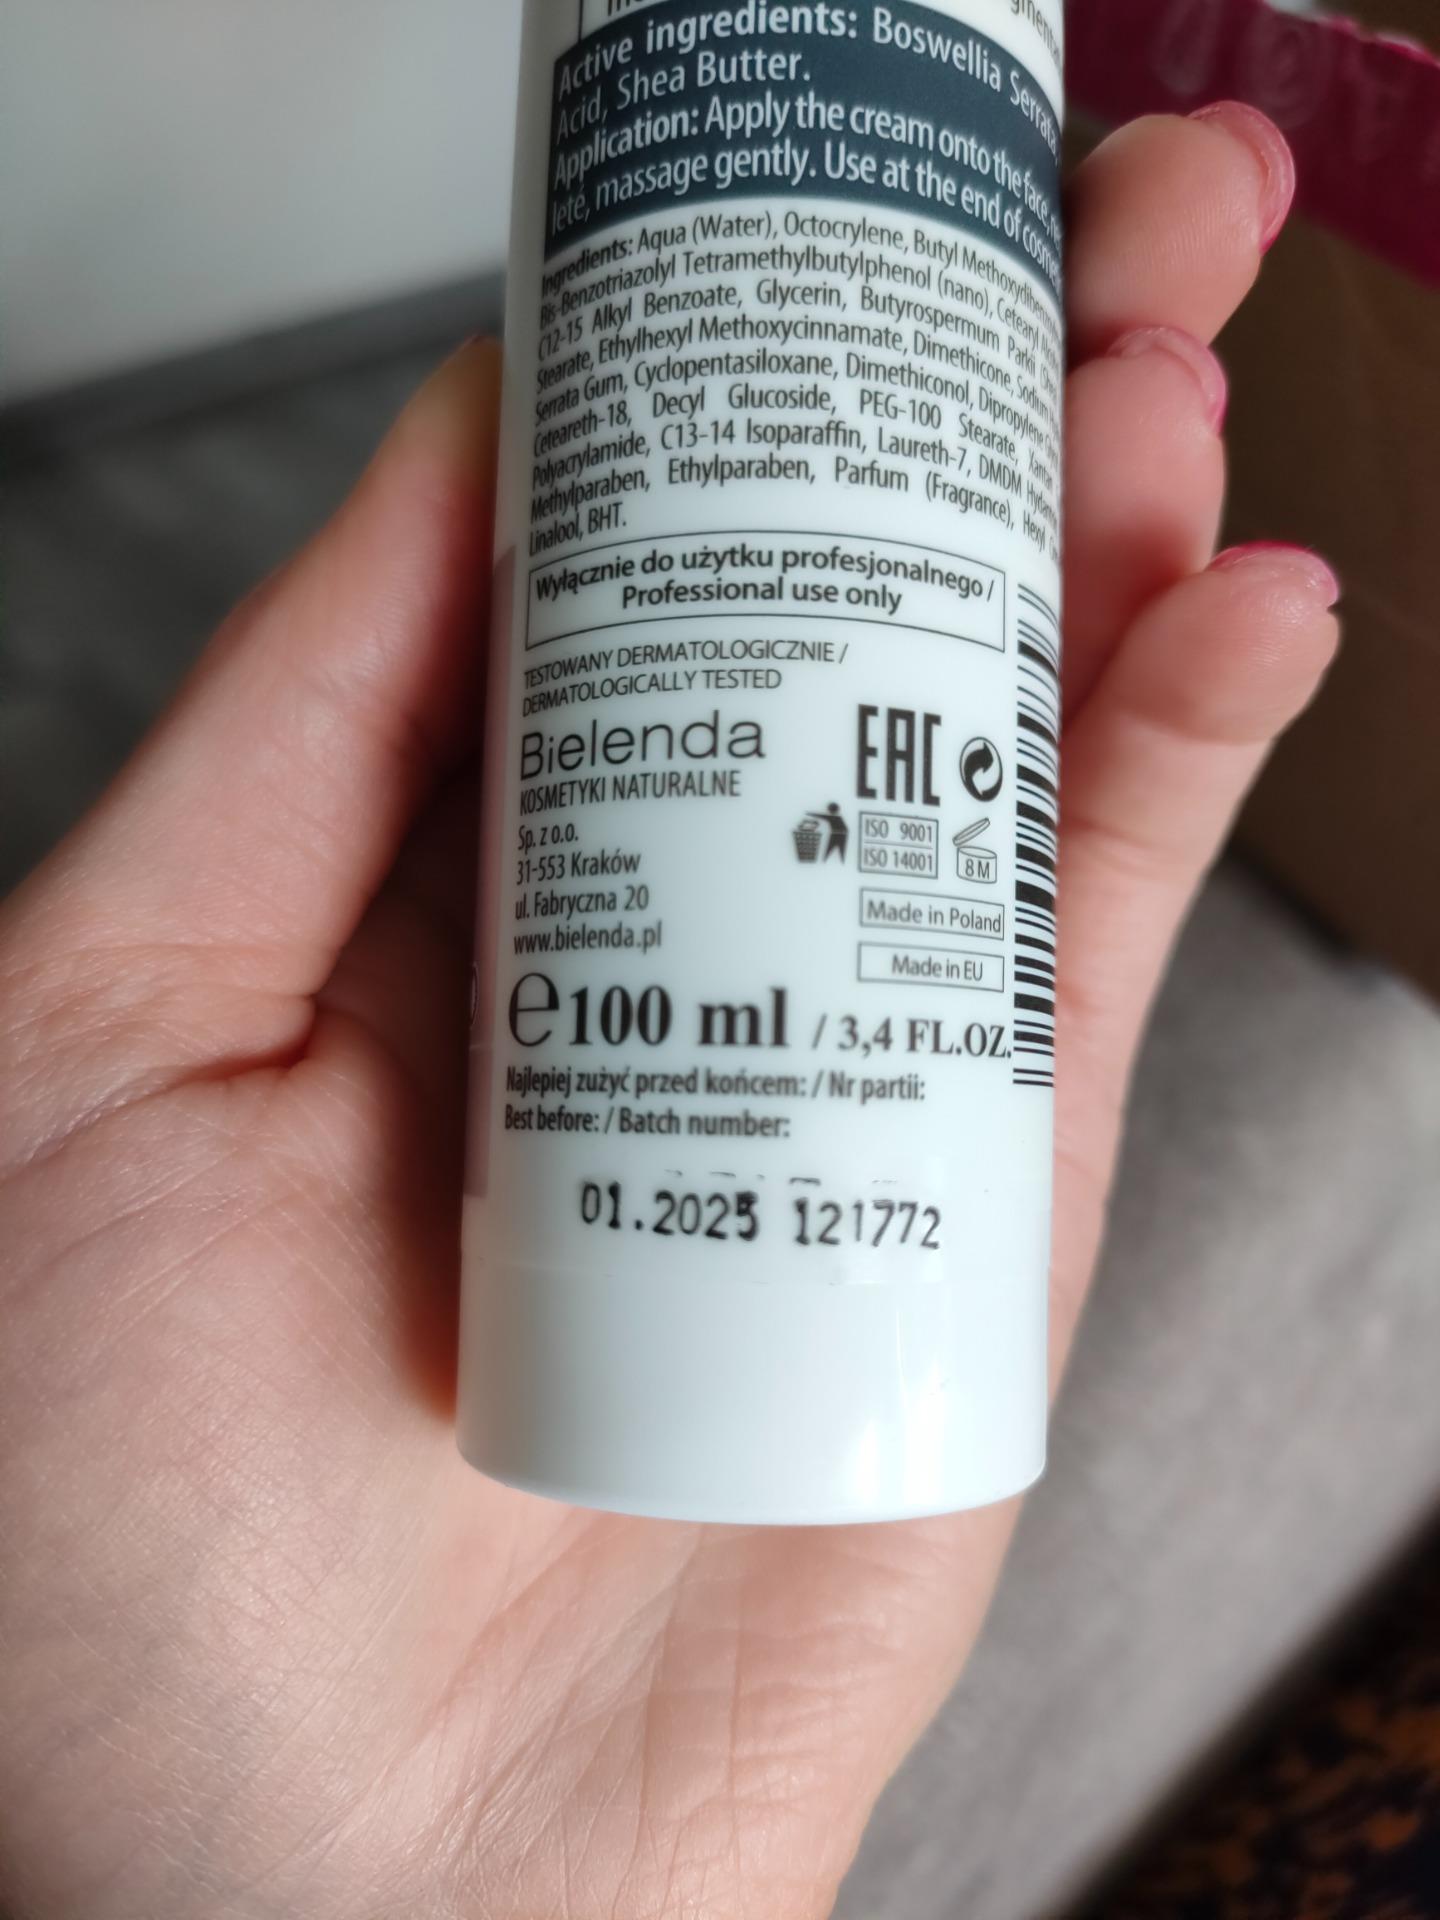 Active ingredients: Boswellia Serrata,
Acid, Shea Butter.
Application: Apply the cream onto the face,
leté, massage gently. Use at the end of
Ingredients: Aqua (Water), Octocrylene, Butyl
Bis-Benzotriazolyl Tetramethylbutylphenol (nano), Cetearyl
C12-15 Alkyl Benzoate, Glycerin, Butyrospermum Parkii
Stearate, Ethylhexyl Methoxycinnamate, Dimethicone, Sodium
Serrata Gum, Cyclopentasiloxane, Dimethiconol, Dipropylene
Ceteareth-18, Decyl Glucoside, PEG-100 Stearate,
Polyacrylamide, C13-14 Isoparaffin, Laureth-7, DMDM
Methylparaben, Ethylparaben, Parfum (Fragrance), Hexyl
Linalool, BHT.
Wyłącznie do użytku profesjonalnego /
Professional use only
TESTOWANY DERMATOLOGICZNIE /
DERMATOLOGICALLY TESTED
Bielenda
KOSMETYKI NATURALNE
Sp. z o.o.
31-553 Kraków
ul. Fabryczna 20
www.bielenda.pl
EAC
ISO 9001
ISO 14001
8 M
Made in Poland
Made in EU
e 100 ml / 3,4 FL.OZ.
Najlepiej zużyć przed końcem: / Nr partii:
Best before: / Batch number:
01.2025 121772